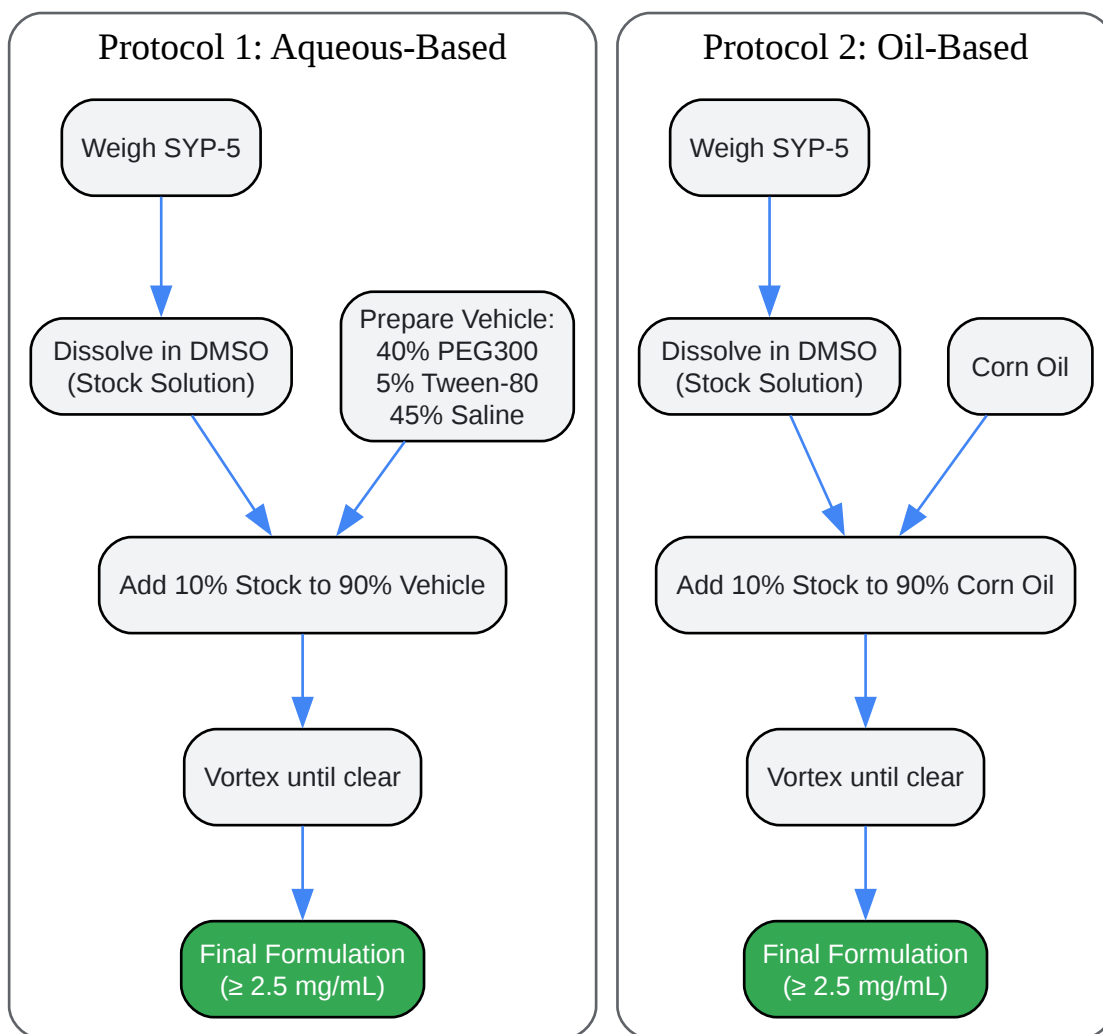 Protocol 1: Aqueous-Based
Weigh SYP-5
Dissolve in DMSO
(Stock Solution)
Prepare Vehicle:
40% PEG300
5% Tween-80
45% Saline
Add 10% Stock to 90% Vehicle
Vortex until clear
Final Formulation
(≥ 2.5 mg/mL)
Protocol 2: Oil-Based
Weigh SYP-5
Dissolve in DMSO
(Stock Solution)
Corn Oil
Add 10% Stock to 90% Corn Oil
Vortex until clear
Final Formulation
(≥ 2.5 mg/mL)